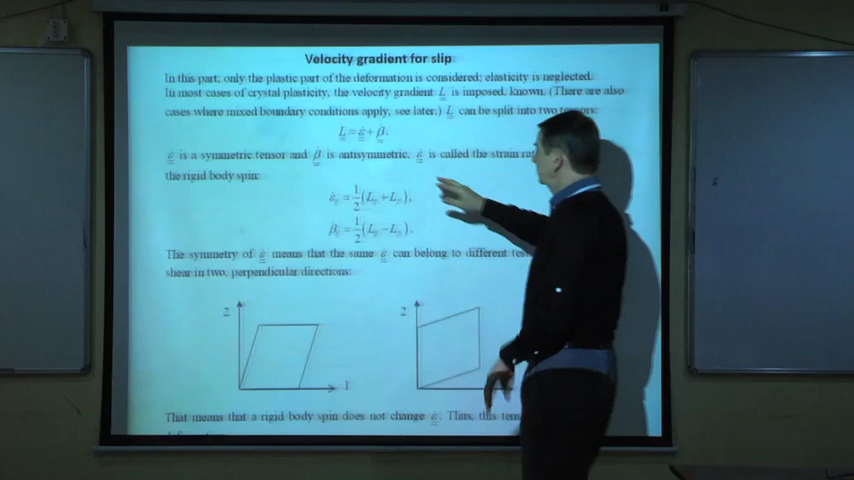 Velocity gradient for slip
In this part, only the plastic part of the deformation is considered; elasticity is neglected.
In most cases of crystal plasticity, the velocity gradient L is imposed, known. (There are also
cases where mixed boundary conditions apply, see later.) L can be split into two tensors:
L = ε̇ + β̇.
ε̇ is a symmetric tensor and β̇ is antisymmetric, ε̇ is called the strain
the rigid body spin:
ε̇ij = 1/2 (Lij + Lji),
β̇ij = 1/2 (Lij − Lji).
The symmetry of ε̇ means that the same ε̇ can belong to different
shear in two, perpendicular directions:
2
1
2
That means that a rigid body spin does not change ε̇. Thus, this